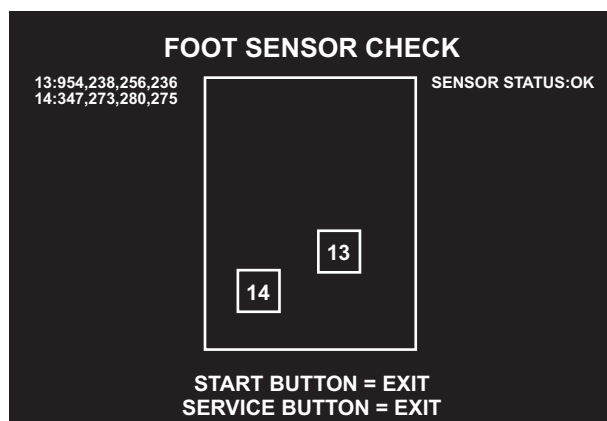 FOOT SENSOR CHECK
13:954,238,256,236
14:347,273,280,275
SENSOR STATUS:OK
13
14
START BUTTON = EXIT
SERVICE BUTTON = EXIT